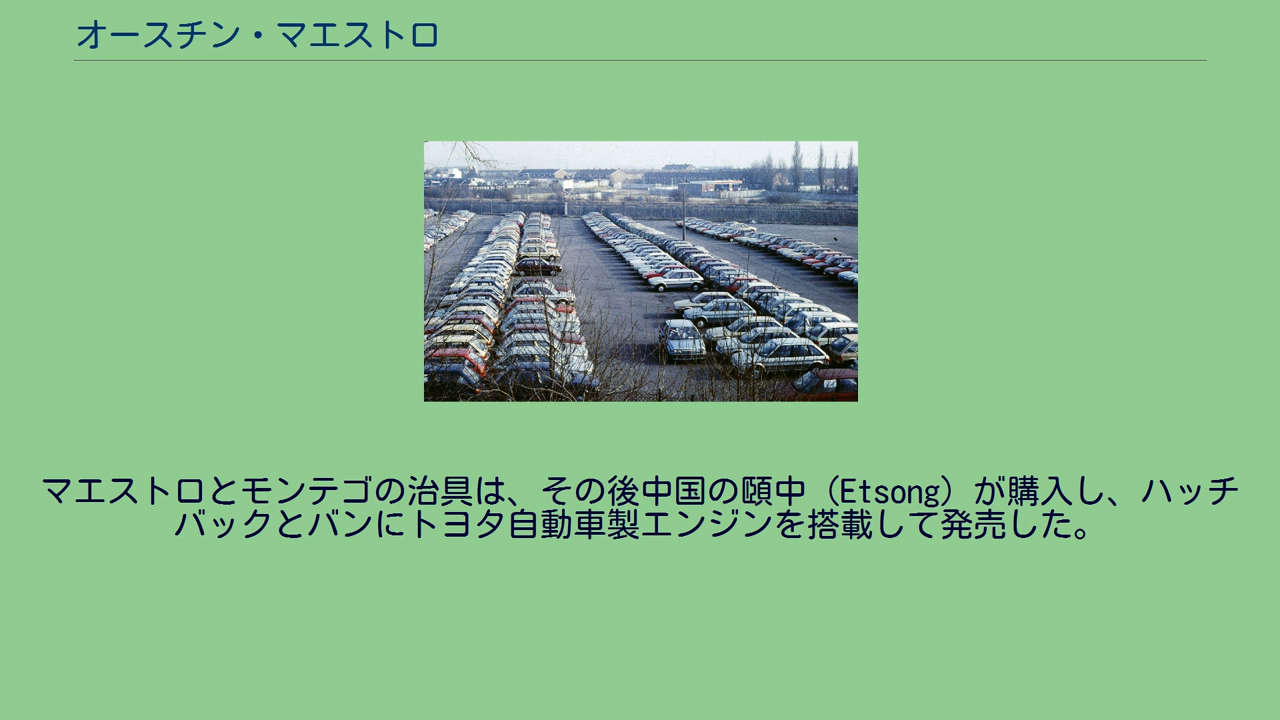 オースチン・マエストロ
マエストロとモンテゴの治具は、その後中国の頤中（Etsong）が購入し、ハッチ
バックとバンにトヨタ自動車製エンジンを搭載して発売した。